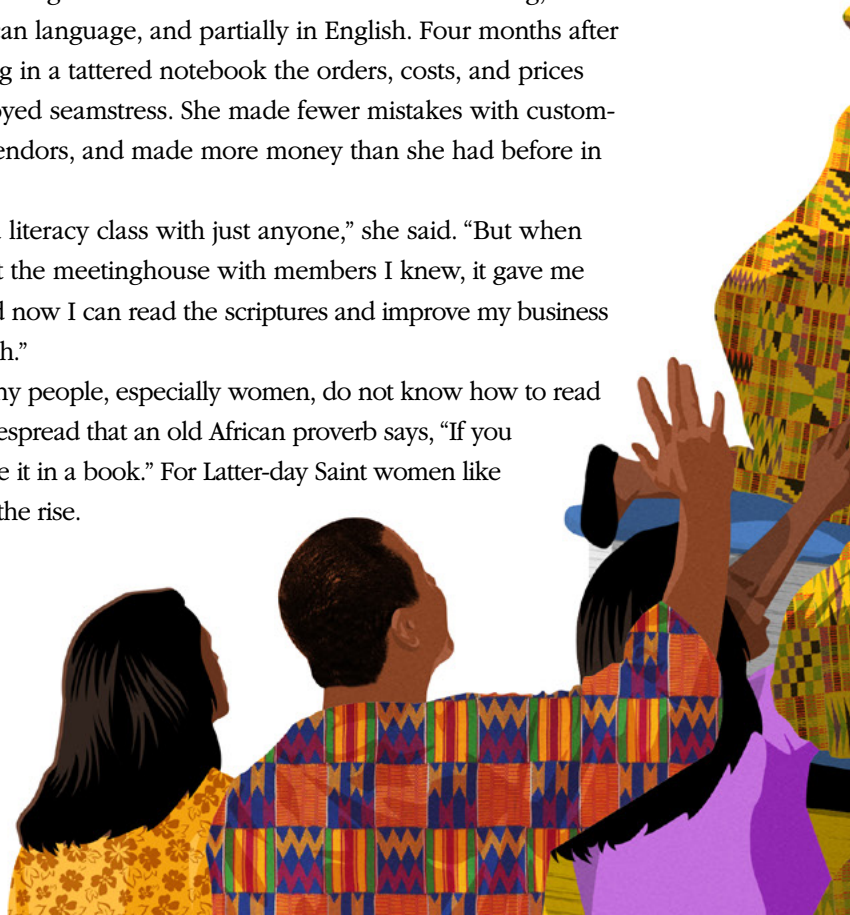 an language, and partially in English. Four months after
g in a tattered notebook the orders, costs, and prices
yed seamstress. She made fewer mistakes with custom-
endors, and made more money than she had before in
literacy class with just anyone,” she said. “But when
t the meetinghouse with members I knew, it gave me
d now I can read the scriptures and improve my business
h.”
ny people, especially women, do not know how to read
espread that an old African proverb says, “If you
e it in a book.” For Latter-day Saint women like
the rise.